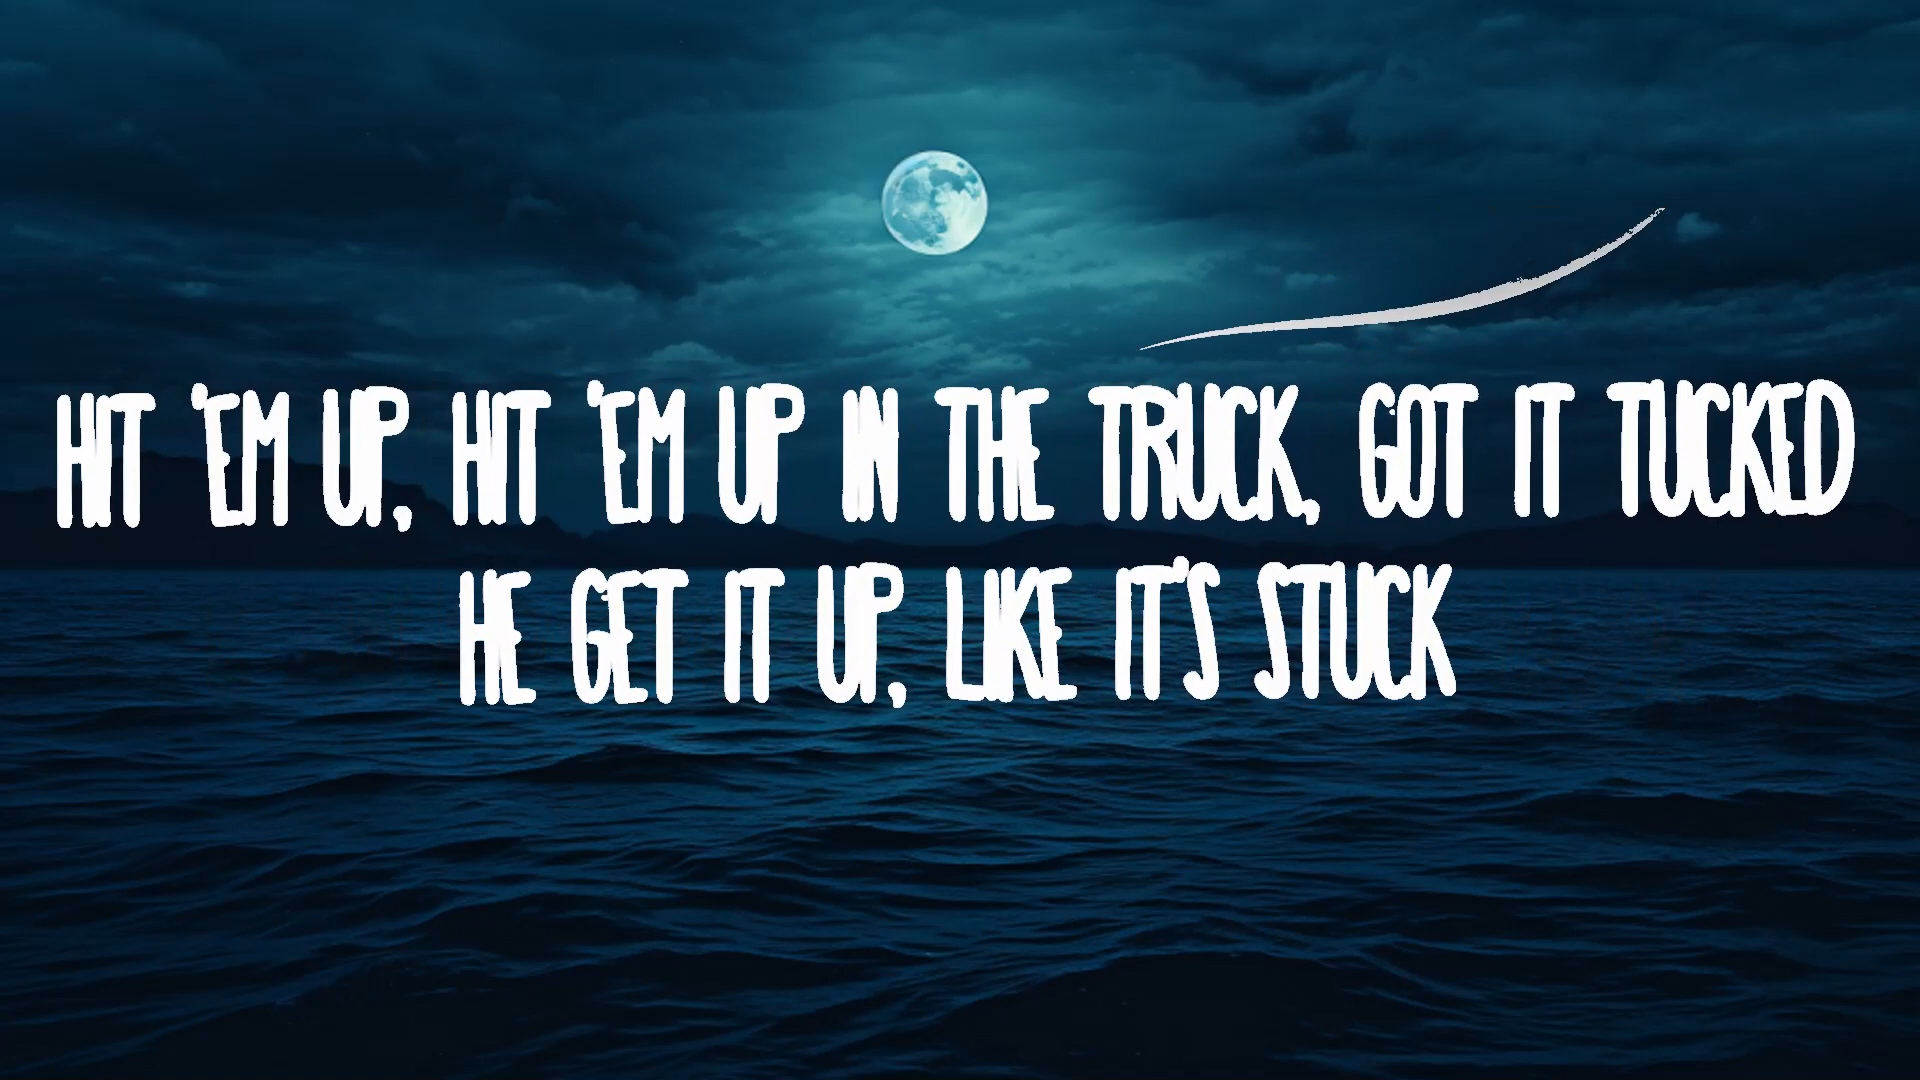 HIT 'EM UP, HIT 'EM UP IN THE TRUCK, GOT IT TUCKED
HE GET IT UP, LIKE IT'S STUCK